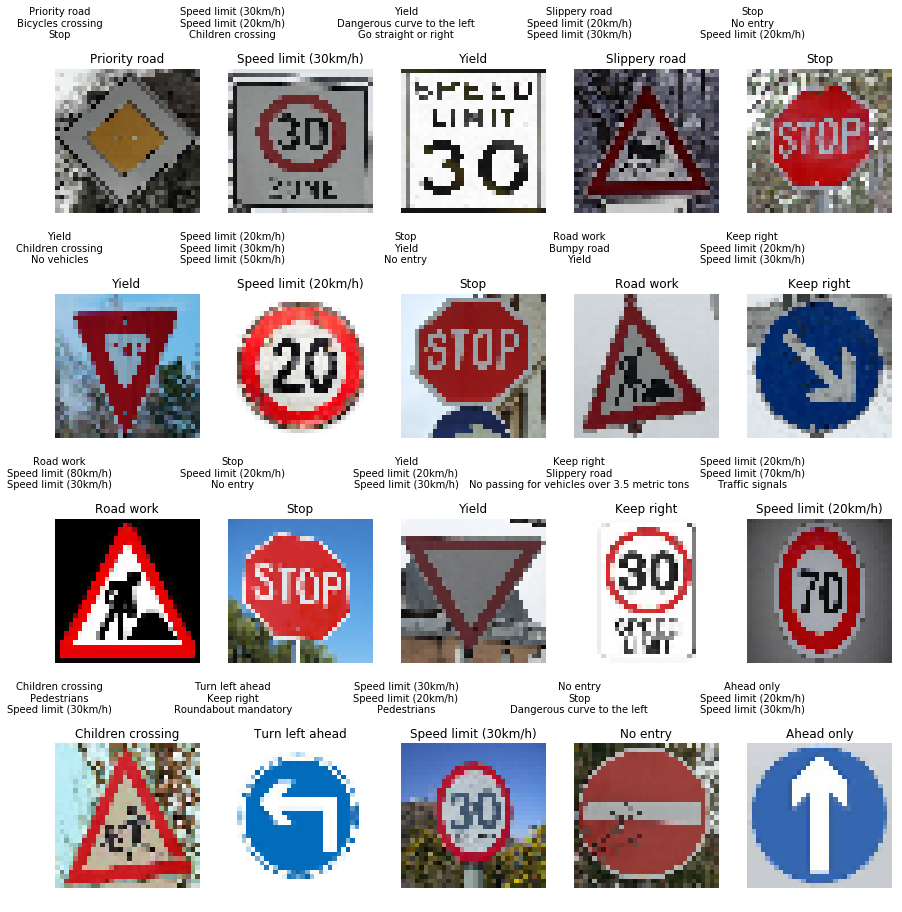 Priority road
Bicycles crossing
Stop
Speed limit (30km/h)
Speed limit (20km/h)
Children crossing
Yield
Dangerous curve to the left
Go straight or right
Slippery road
Speed limit (20km/h)
Speed limit (30km/h)
Stop
No entry
Speed limit (20km/h)
Priority road
Speed limit (30km/h)
Yield
Slippery road
Stop
30
ZONE
SPEED
LIMIT
30
STOP
Yield
Children crossing
No vehicles
Speed limit (20km/h)
Speed limit (30km/h)
Speed limit (50km/h)
Stop
Yield
No entry
Road work
Bumpy road
Yield
Keep right
Speed limit (20km/h)
Speed limit (30km/h)
Yield
Speed limit (20km/h)
Stop
Road work
Keep right
20
STOP
Road work
Speed limit (80km/h)
Speed limit (30km/h)
Stop
Speed limit (20km/h)
No entry
Yield
Speed limit (20km/h)
Speed limit (30km/h)
Keep right
Slippery road
No passing for vehicles over 3.5 metric tons
Speed limit (20km/h)
Speed limit (70km/h)
Traffic signals
Road work
Stop
Yield
Keep right
Speed limit (20km/h)
STOP
30
SPEED
LIMIT
70
Children crossing
Pedestrians
Speed limit (30km/h)
Turn left ahead
Keep right
Roundabout mandatory
Speed limit (30km/h)
Speed limit (20km/h)
Pedestrians
No entry
Stop
Dangerous curve to the left
Ahead only
Speed limit (20km/h)
Speed limit (30km/h)
Children crossing
Turn left ahead
Speed limit (30km/h)
No entry
Ahead only
30